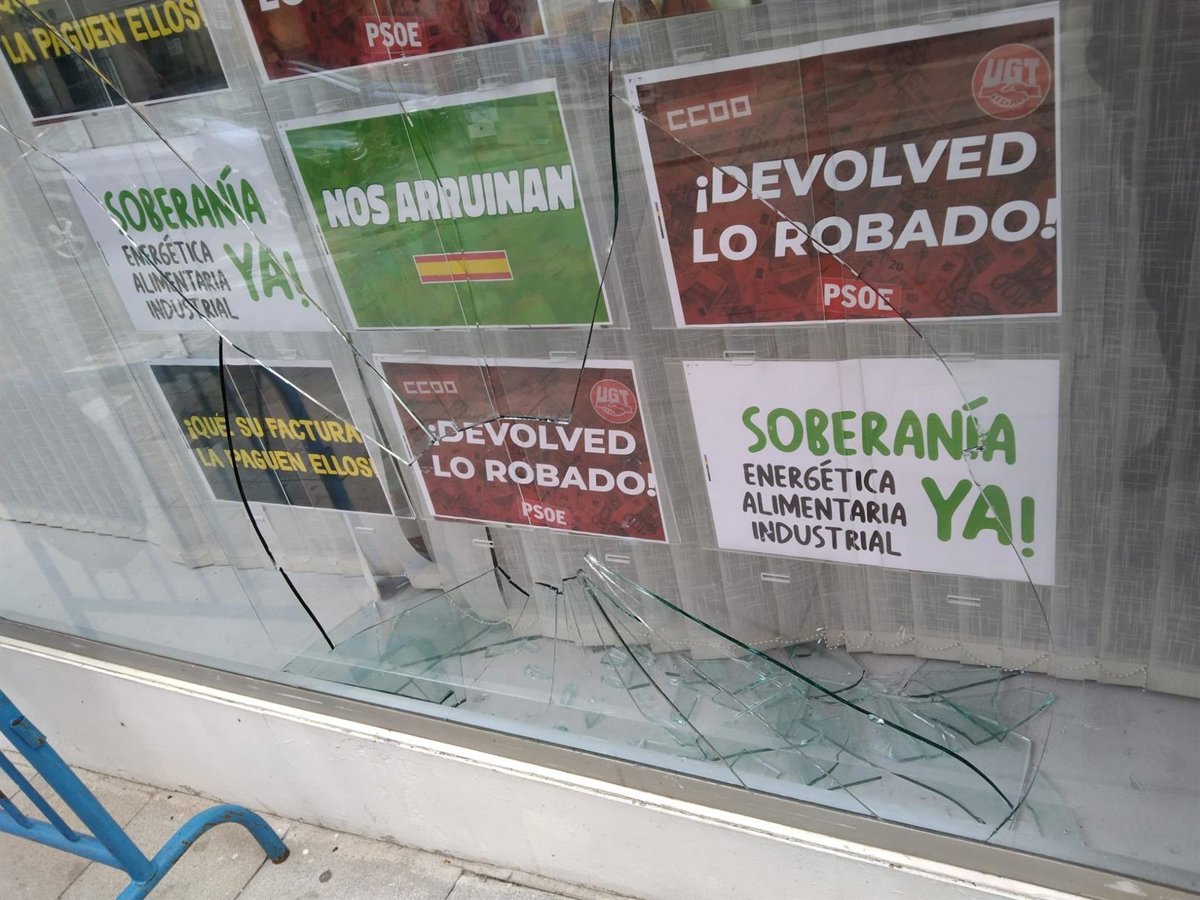 LA PAGUEN ELLOS!
PSOE
SOBERANÍA
ENERGÉTICA
ALIMENTARIA
INDUSTRIAL
YA!
NOS ARRUINAN
CCOO
UGT
¡DEVOLVED
LO ROBADO!
PSOE
¡QUÉ SU FACTURA
LA PAGUEN ELLOS!
CCOO
UGT
¡DEVOLVED
LO ROBADO!
PSOE
SOBERANÍA
ENERGÉTICA
ALIMENTARIA
INDUSTRIAL
YA!